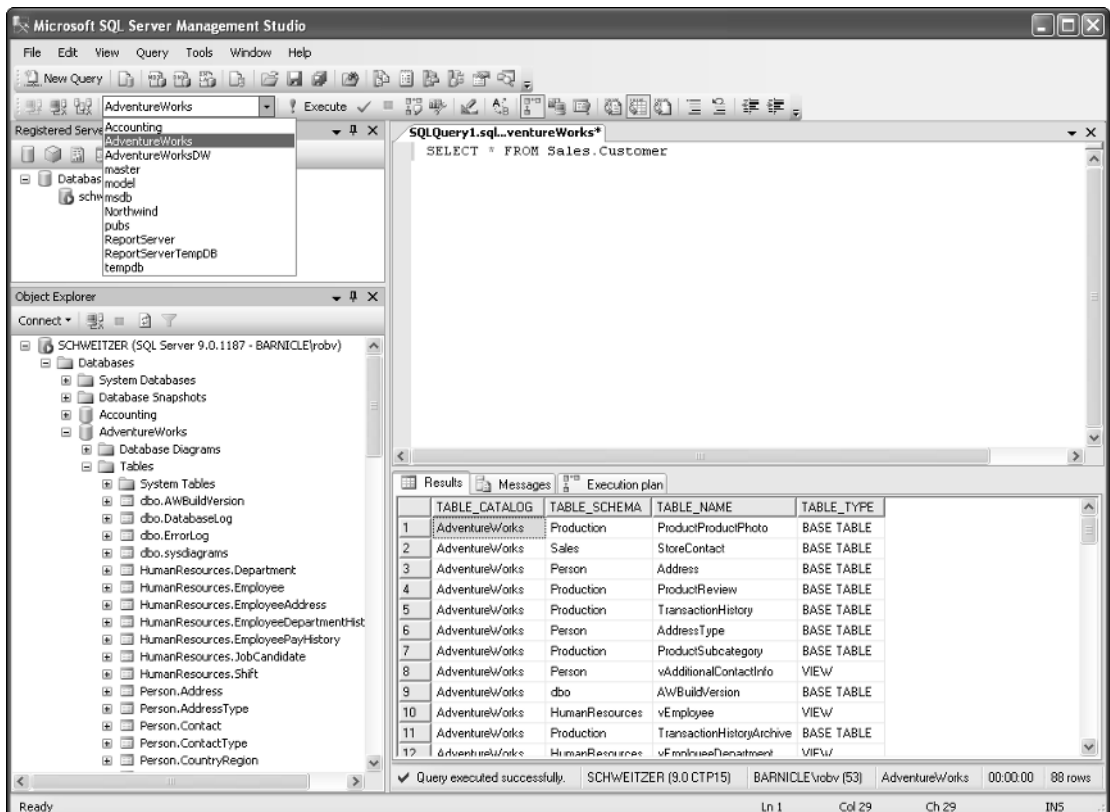 Microsoft SQL Server Management Studio
File Edit View Query Tools Window Help
New Query
AdventureWorks
Execute
Registered Serve
Accounting
AdventureWorks
AdventureWorksDW
master
model
msdb
Northwind
pubs
ReportServer
ReportServerTempDB
tempdb
Databas
schw
Object Explorer
Connect
SCHWEITZER (SQL Server 9.0.1187 - BARNICLE\robv)
Databases
System Databases
Database Snapshots
Accounting
AdventureWorks
Database Diagrams
Tables
System Tables
dbo.AWBuildVersion
dbo.DatabaseLog
dbo.ErrorLog
dbo.sysdiagrams
HumanResources.Department
HumanResources.Employee
HumanResources.EmployeeAddress
HumanResources.EmployeeDepartmentHist
HumanResources.EmployeePayHistory
HumanResources.JobCandidate
HumanResources.Shift
Person.Address
Person.AddressType
Person.Contact
Person.ContactType
Person.CountryRegion
SQLQuery1.sql...ventureWorks*
SELECT * FROM Sales.Customer
Results Messages Execution plan
TABLE_CATALOG TABLE_SCHEMA TABLE_NAME TABLE_TYPE
1 AdventureWorks Production ProductProductPhoto BASE TABLE
2 AdventureWorks Sales StoreContact BASE TABLE
3 AdventureWorks Person Address BASE TABLE
4 AdventureWorks Production ProductReview BASE TABLE
5 AdventureWorks Production TransactionHistory BASE TABLE
6 AdventureWorks Person AddressType BASE TABLE
7 AdventureWorks Production ProductSubcategory BASE TABLE
8 AdventureWorks Person vAdditionalContactInfo VIEW
9 AdventureWorks dbo AWBuildVersion BASE TABLE
10 AdventureWorks HumanResources vEmployee VIEW
11 AdventureWorks Production TransactionHistoryArchive BASE TABLE
12 AdventureWorks HumanResources vEmployeeDepartment VIEW
Query executed successfully. SCHWEITZER (9.0 CTP15) BARNICLE\robv (53) AdventureWorks 00:00:00 88 rows
Ready Ln 1 Col 29 Ch 29 INS